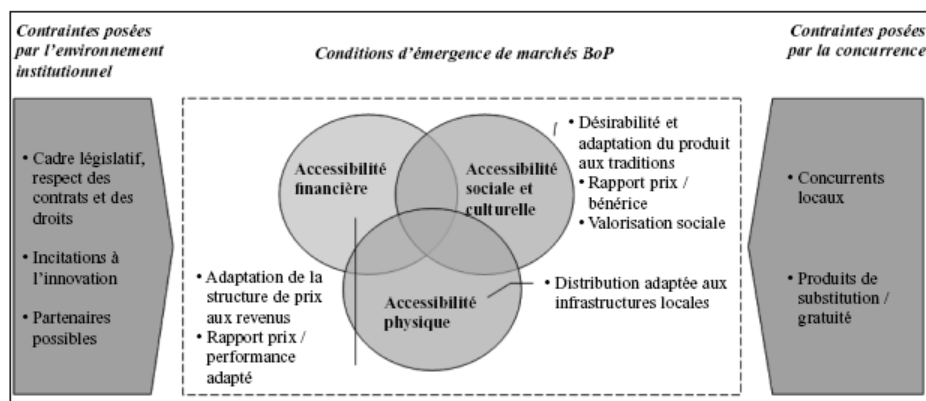 Contraintes posées
par l'environnement
institutionnel
Conditions d'émergence de marchés BoP
Contraintes posées
par la concurrence
• Cadre législatif,
respect des
contrats et des
droits
• Incitations à
l'innovation
• Partenaires
possibles
Accessibilité
financière
Accessibilité
sociale et
culturelle
Accessibilité
physique
• Désirabilité et
adaptation du produit
aux traditions
• Rapport prix /
bénérice
• Valorisation sociale
• Adaptation de la
structure de prix
aux revenus
• Rapport prix /
performance
adapté
• Distribution adaptée aux
infrastructures locales
• Concurrents
locaux
• Produits de
substitution /
gratuité